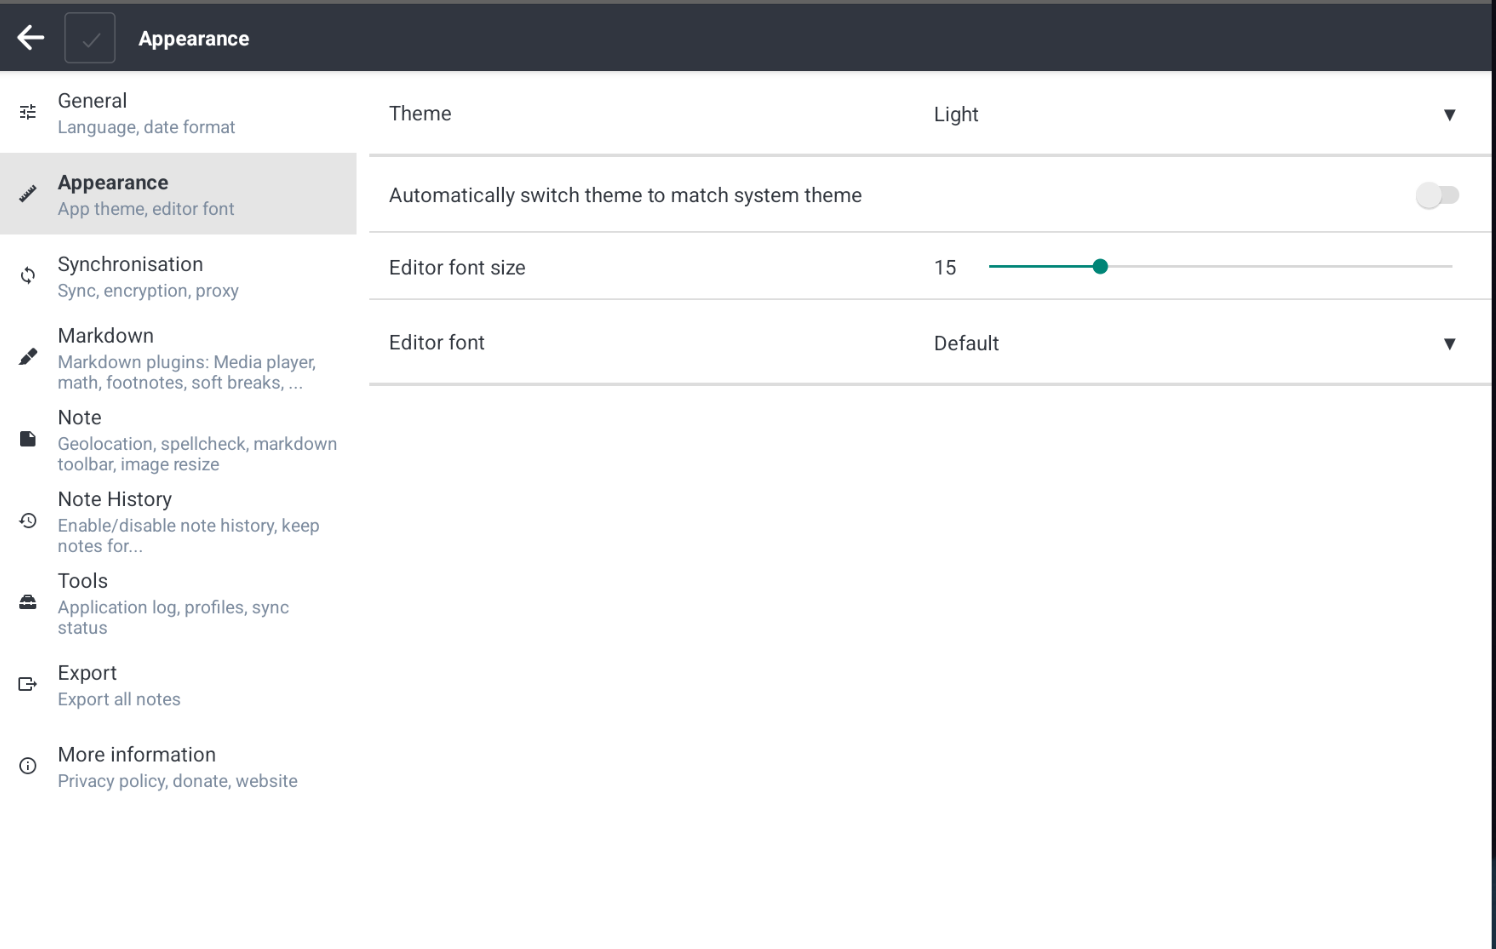 Appearance
General
Language, date format
Appearance
App theme, editor font
Synchronisation
Sync, encryption, proxy
Markdown
Markdown plugins: Media player,
math, footnotes, soft breaks, ...
Note
Geolocation, spellcheck, markdown
toolbar, image resize
Note History
Enable/disable note history, keep
notes for...
Tools
Application log, profiles, sync
status
Export
Export all notes
More information
Privacy policy, donate, website
Theme Light
Automatically switch theme to match system theme
Editor font size 15
Editor font Default